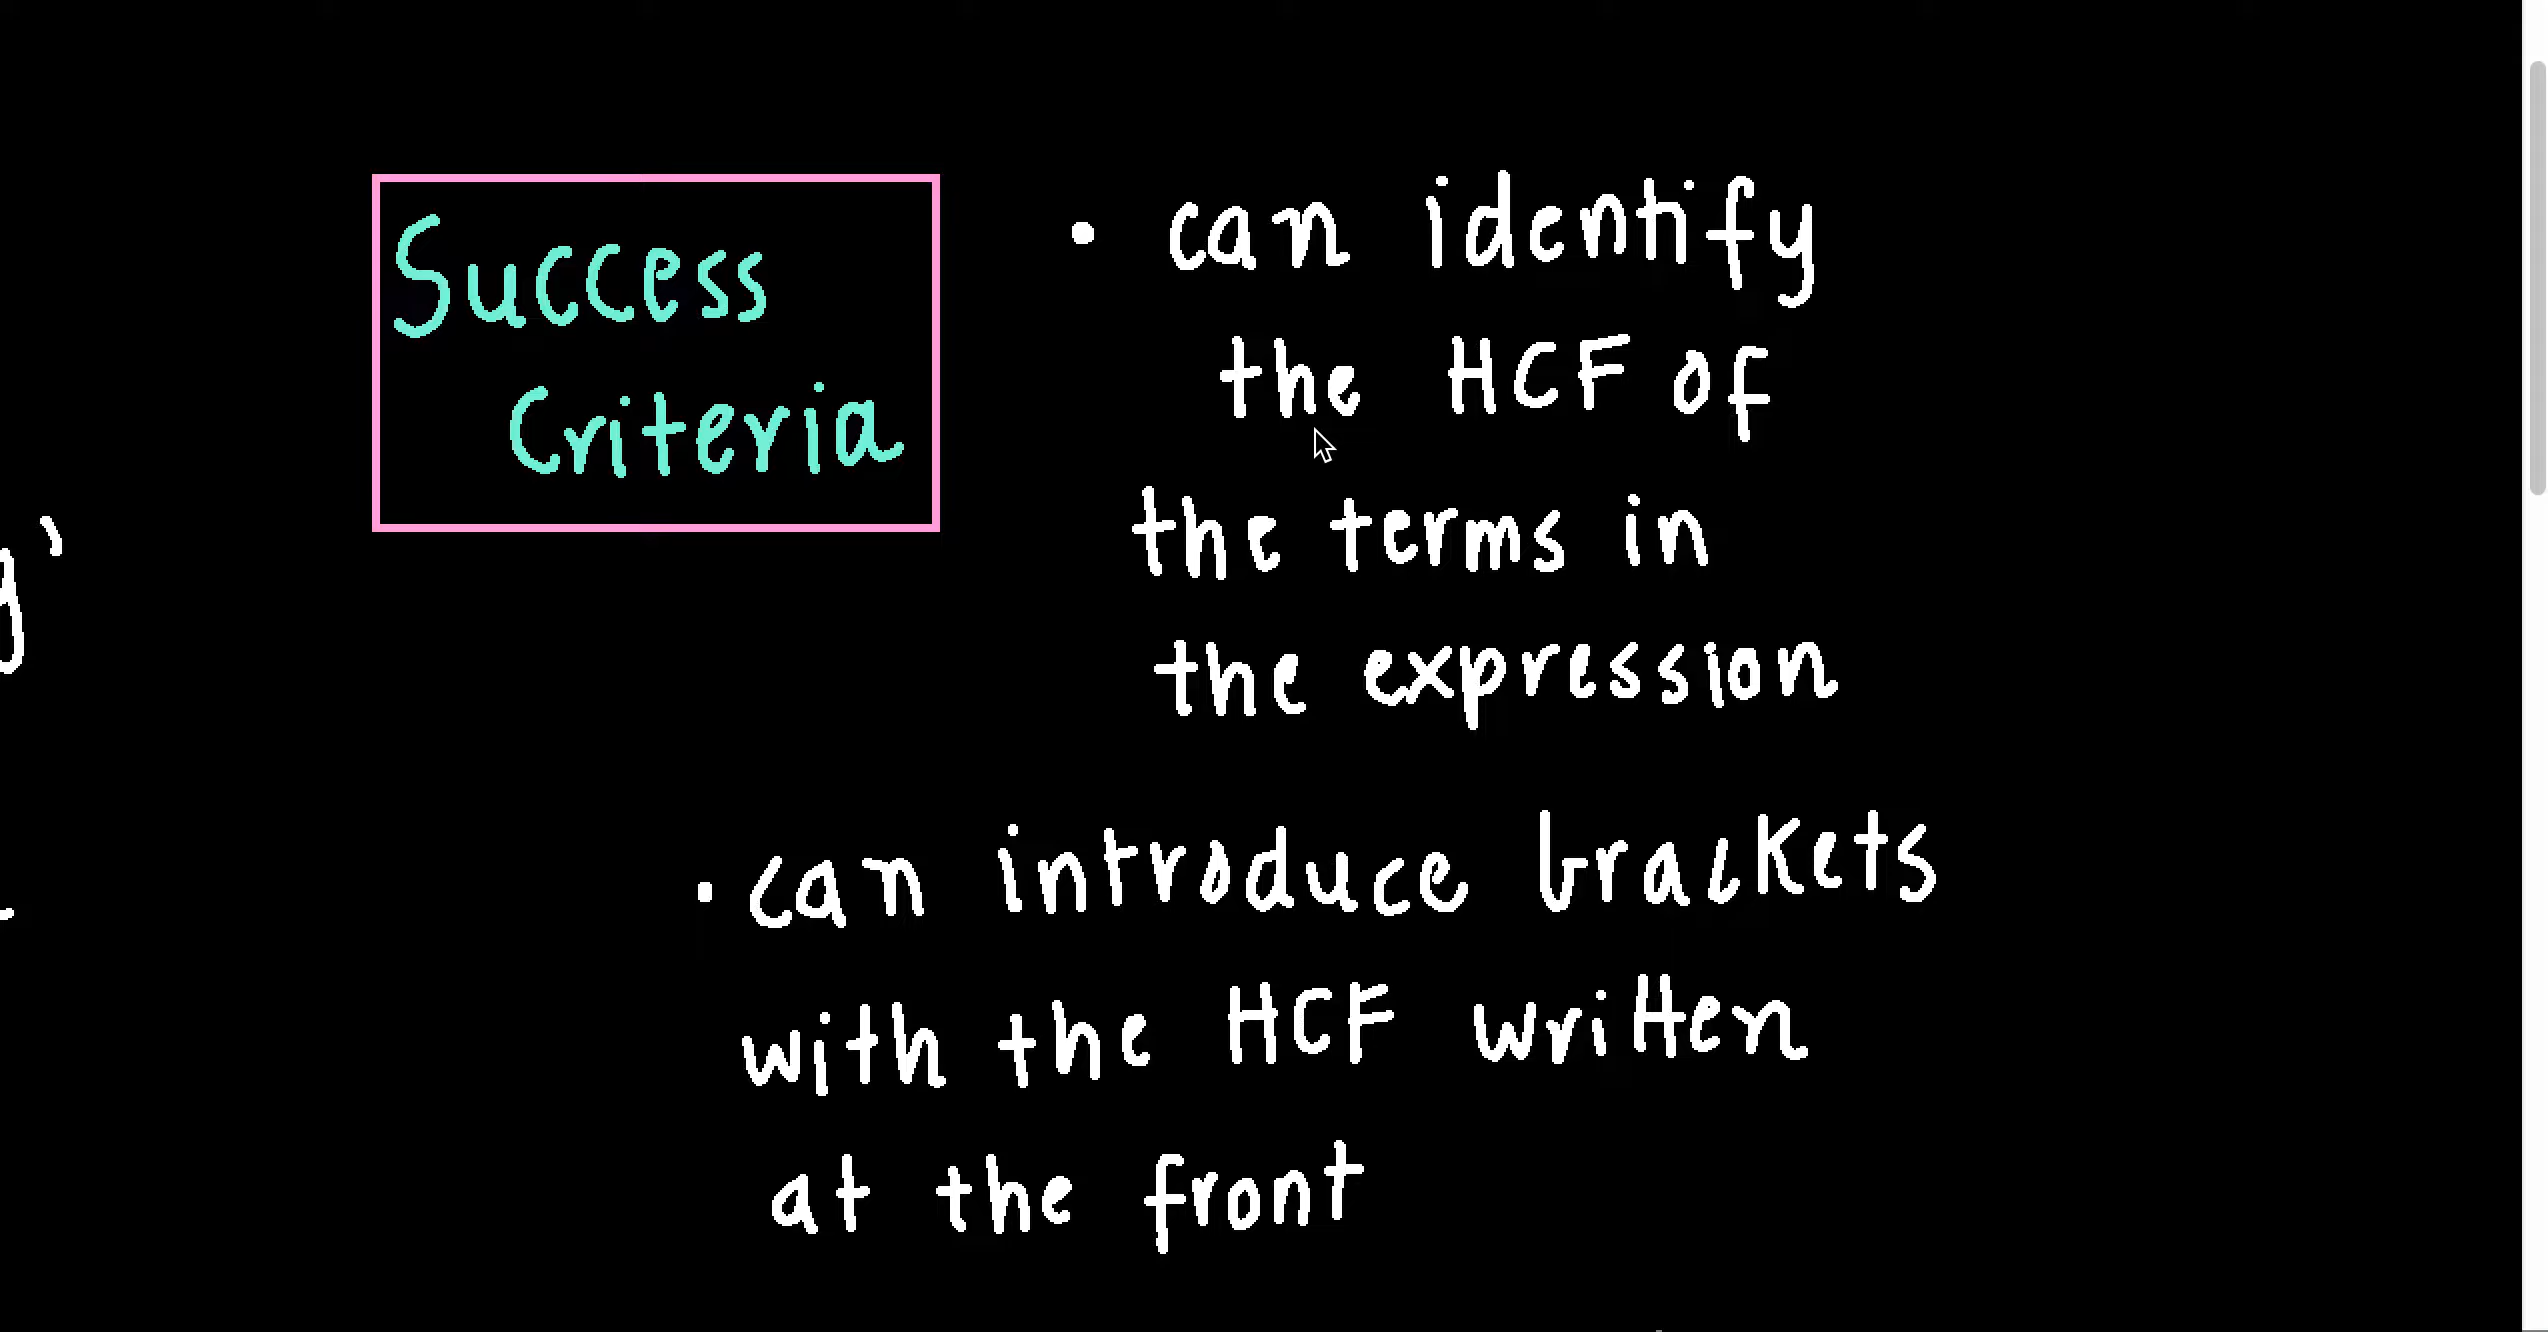 Success
Criteria
• can identify
the HCF of
the terms in
the expression
• can introduce brackets
with the HCF written
at the front